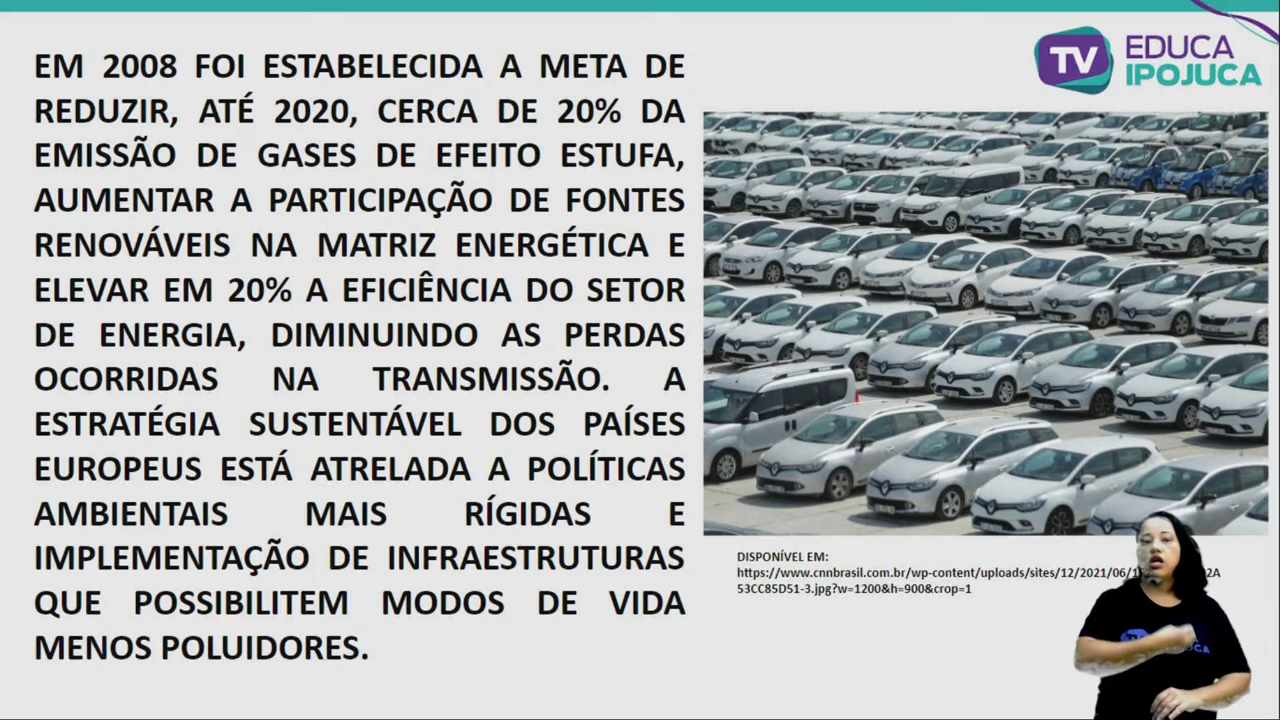 EM 2008 FOI ESTABELECIDA A META DE
REDUZIR, ATÉ 2020, CERCA DE 20% DA
EMISSÃO DE GASES DE EFEITO ESTUFA,
AUMENTAR A PARTICIPAÇÃO DE FONTES
RENOVÁVEIS NA MATRIZ ENERGÉTICA E
ELEVAR EM 20% A EFICIÊNCIA DO SETOR
DE ENERGIA, DIMINUINDO AS PERDAS
OCORRIDAS NA TRANSMISSÃO. A
ESTRATÉGIA SUSTENTÁVEL DOS PAÍSES
EUROPEUS ESTÁ ATRELADA A POLÍTICAS
AMBIENTAIS MAIS RÍGIDAS E
IMPLEMENTAÇÃO DE INFRAESTRUTURAS
QUE POSSIBILITEM MODOS DE VIDA
MENOS POLUIDORES.
TV EDUCA
IPOJUCA
DISPONÍVEL EM:
https://www.cnnbrasil.com.br/wp-content/uploads/sites/12/2021/06/
53CC85D51-3.jpg?w=1200&h=900&crop=1